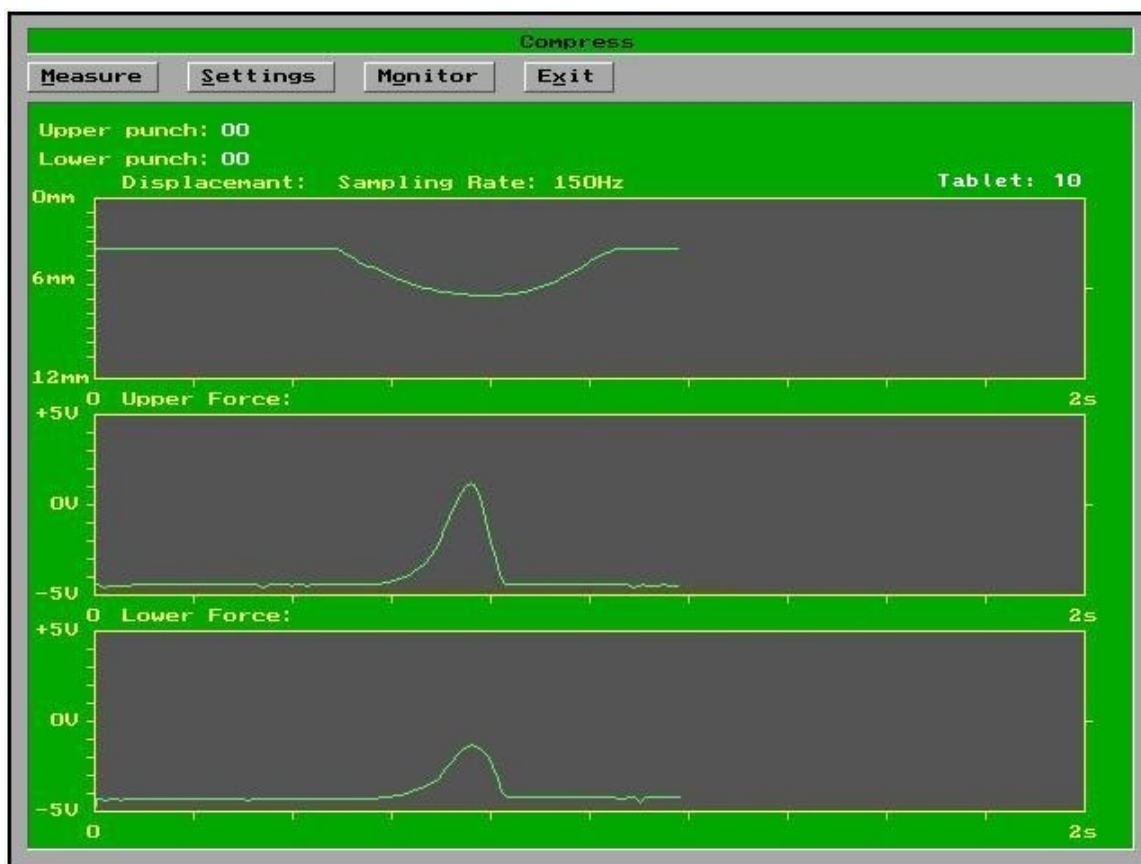 Compress
Measure Settings Monitor Exit
Upper punch: 00
Lower punch: 00
Displacemant: Sampling Rate: 150Hz Tablet: 10
0mm
6mm
12mm
0 Upper Force: 2s
+5V
0V
-5V
0 Lower Force: 2s
+5V
0V
-5V
0 2s